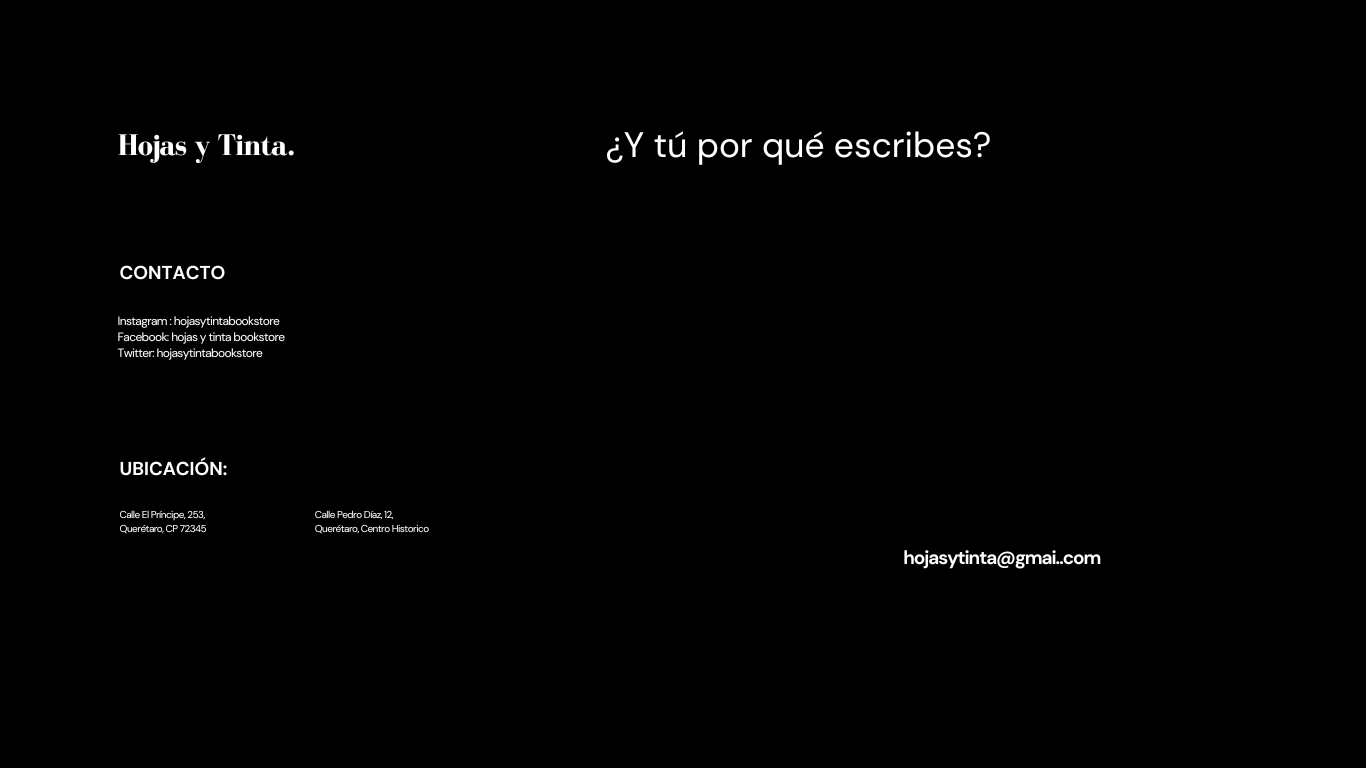 Hojas y Tinta.
¿Y tú por qué escribes?
CONTACTO
Instagram : hojasytintabookstore
Facebook: hojas y tinta bookstore
Twitter: hojasytintabookstore
UBICACIÓN:
Calle El Príncipe, 253,
Querétaro, CP 72345
Calle Pedro Díaz, 12,
Querétaro, Centro Historico
hojasytinta@gmai..com